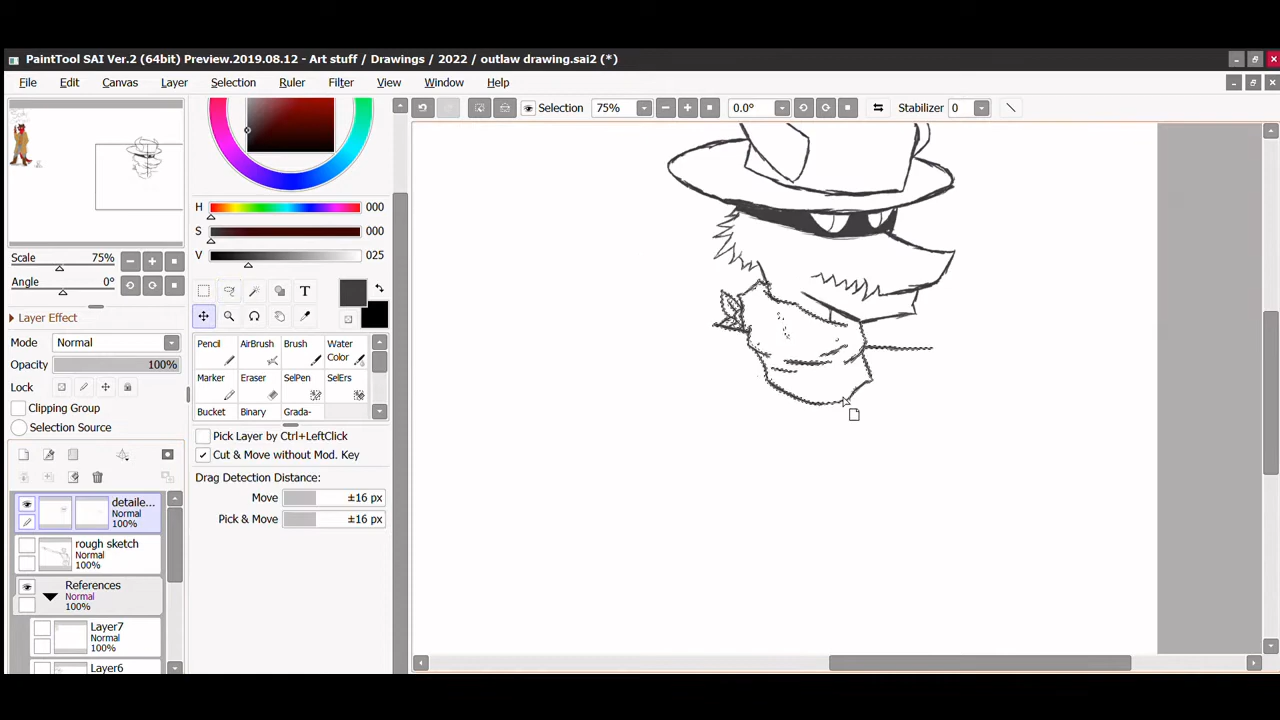 PaintTool SAI Ver.2 (64bit) Preview.2019.08.12 - Art stuff / Drawings / 2022 / outlaw drawing.sai2 (*)
File Edit Canvas Layer Selection Ruler Filter View Window Help
Selection 75% 0.0° Stabilizer 0
Scale
75%
Angle
0°
Layer Effect
Mode Normal
Opacity 100%
Lock
Clipping Group
Selection Source
detaile...
Normal
100%
rough sketch
Normal
100%
References
Normal
100%
Layer7
Normal
100%
Layer6
H 000
S 000
V 025
T
Pencil AirBrush Brush Water
Color
Marker Eraser SelPen SelErs
Bucket Binary Grada-
Pick Layer by Ctrl+LeftClick
Cut & Move without Mod. Key
Drag Detection Distance:
Move ±16 px
Pick & Move ±16 px